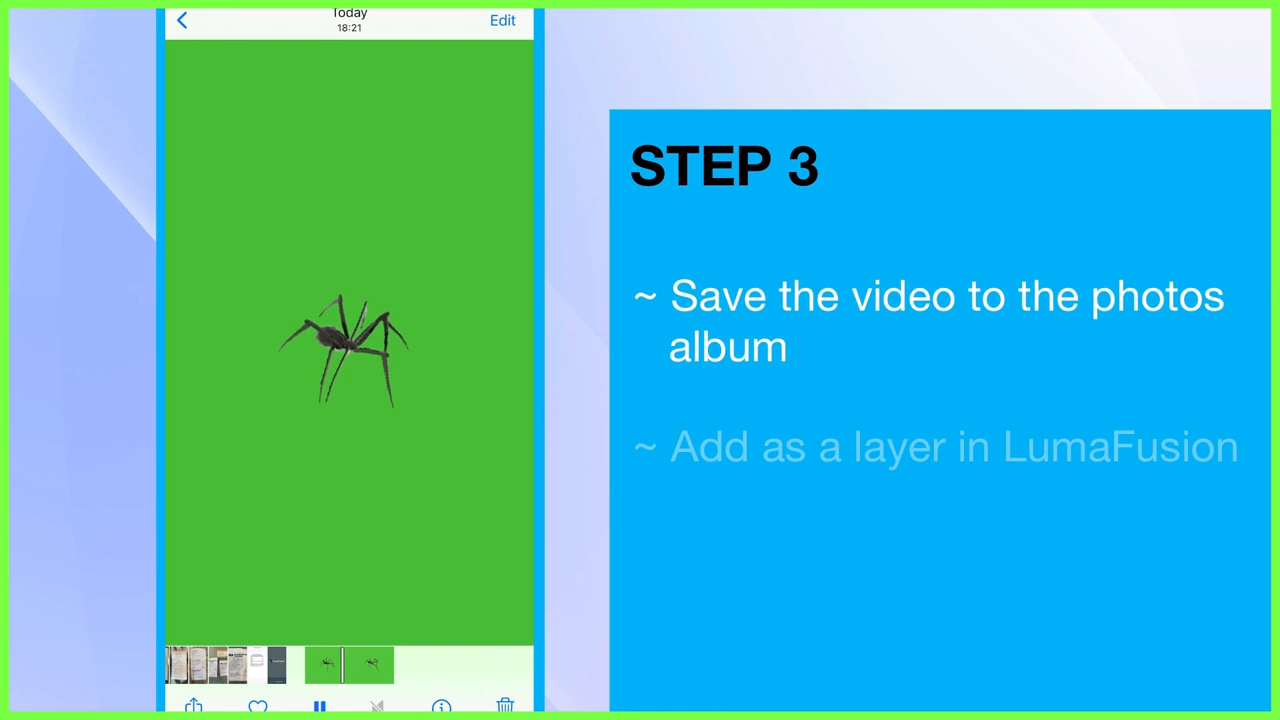 Today
18:21
Edit
STEP 3
~ Save the video to the photos
album
~ Add as a layer in LumaFusion